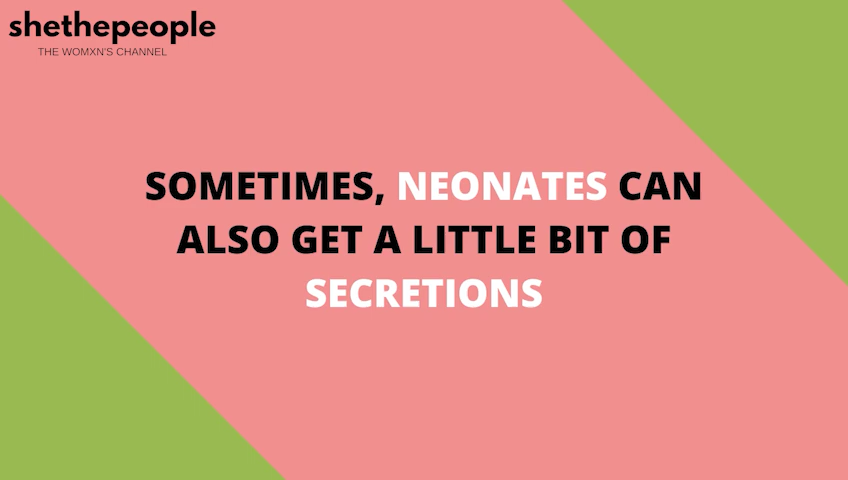 shethepeople
THE WOMXN'S CHANNEL
SOMETIMES, NEONATES CAN
ALSO GET A LITTLE BIT OF
SECRETIONS